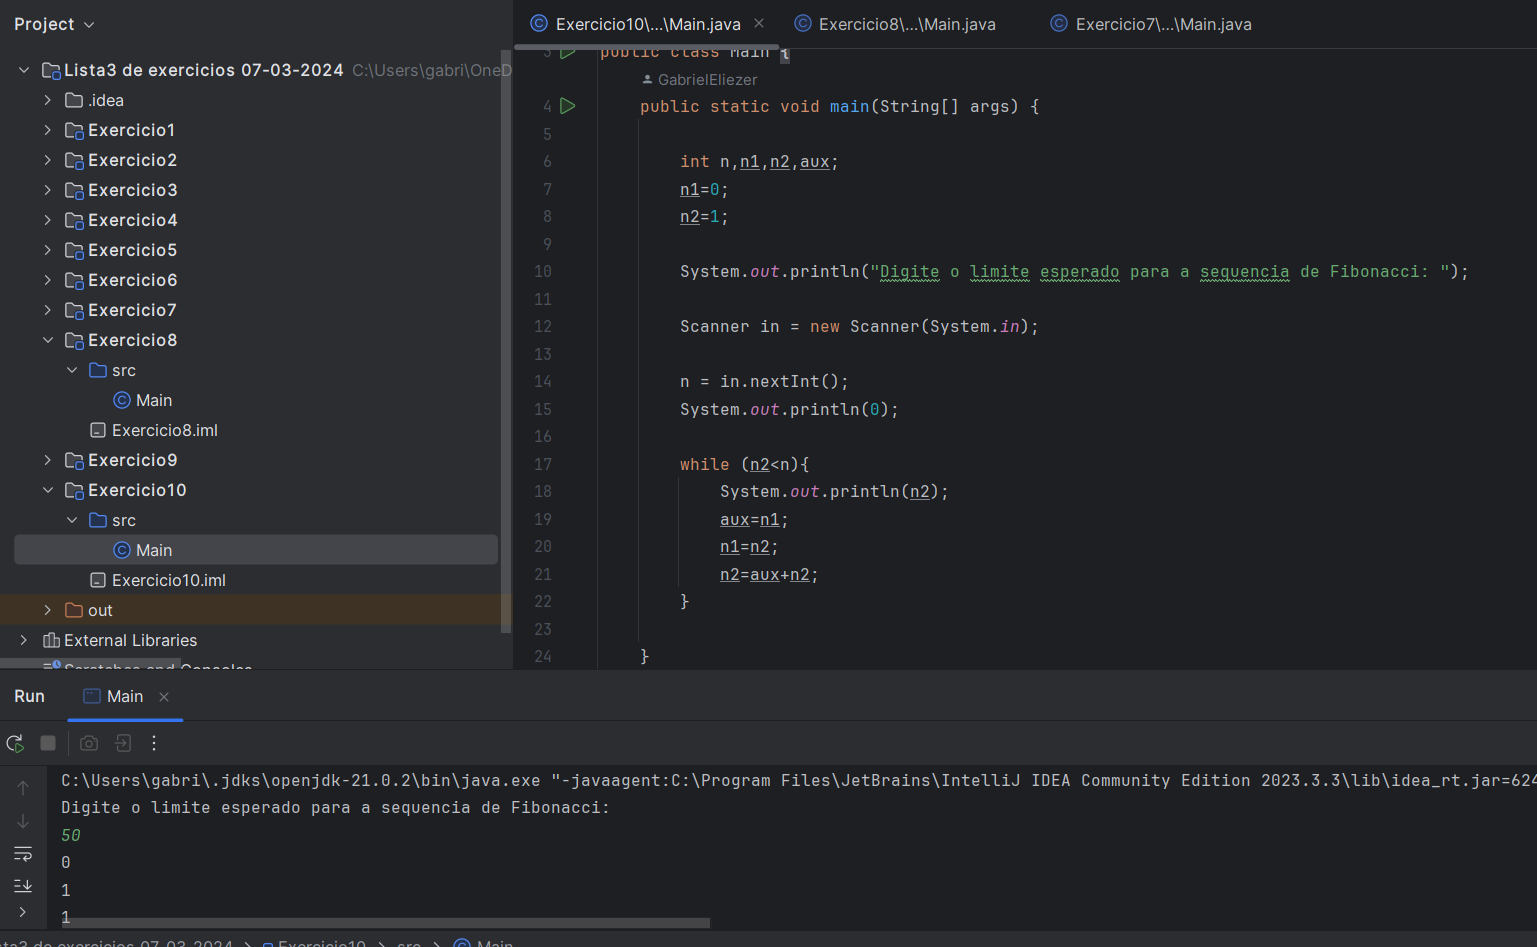 Project
Exercicio10\...\Main.java
Exercicio8\...\Main.java
Exercicio7\...\Main.java
Lista3 de exercicios 07-03-2024 C:\Users\gabri\OneD
.idea
Exercicio1
Exercicio2
Exercicio3
Exercicio4
Exercicio5
Exercicio6
Exercicio7
Exercicio8
src
Main
Exercicio8.iml
Exercicio9
Exercicio10
src
Main
Exercicio10.iml
out
External Libraries
Scratches and Consoles
3 public class Main {
GabrielEliezer
4 public static void main(String[] args) {
5
6 int n,n1,n2,aux;
7 n1=0;
8 n2=1;
9
10 System.out.println("Digite o limite esperado para a sequencia de Fibonacci: ");
11
12 Scanner in = new Scanner(System.in);
13
14 n = in.nextInt();
15 System.out.println(0);
16
17 while (n2<n){
18 System.out.println(n2);
19 aux=n1;
20 n1=n2;
21 n2=aux+n2;
22 }
23
24 }
Run Main
C:\Users\gabri\.jdks\openjdk-21.0.2\bin\java.exe "-javaagent:C:\Program Files\JetBrains\IntelliJ IDEA Community Edition 2023.3.3\lib\idea_rt.jar=624
Digite o limite esperado para a sequencia de Fibonacci:
50
0
1
1
sta3 de exercicios 07-03-2024 > Exercicio10 > src > Main